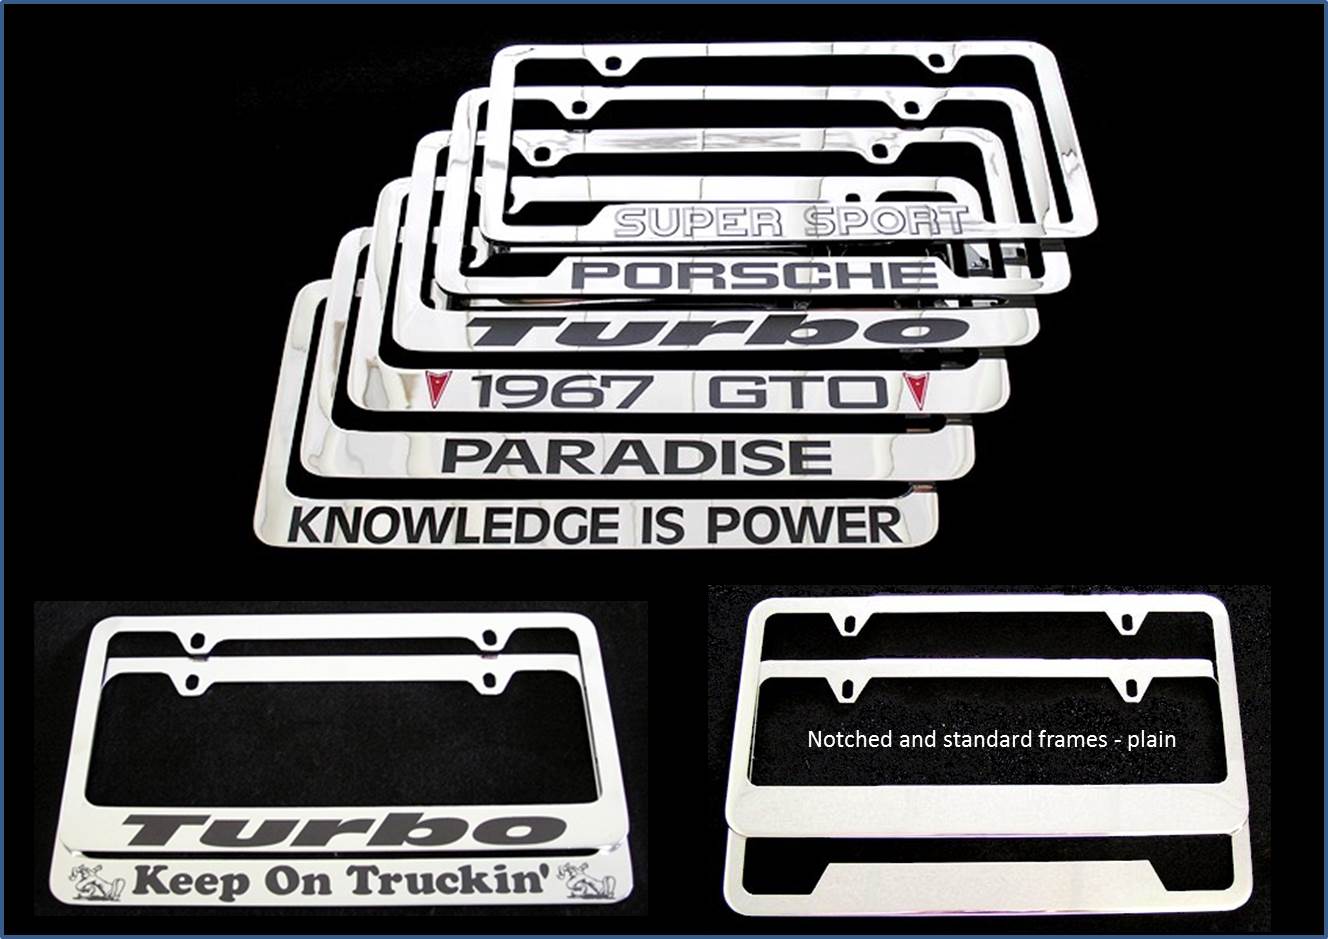 SUPER SPORT
PORSCHE
Turbo
1967 GTO
PARADISE
KNOWLEDGE IS POWER
Turbo
Keep On Truckin'
Notched and standard frames - plain